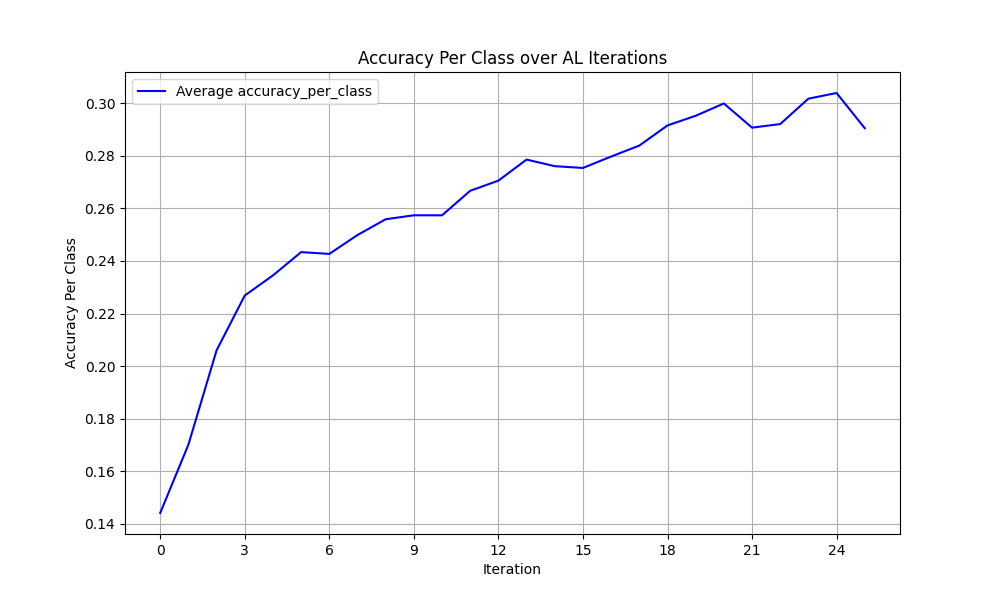 Accuracy Per Class over AL Iterations
Average accuracy_per_class
Accuracy Per Class
0.30
0.28
0.26
0.24
0.22
0.20
0.18
0.16
0.14
0 3 6 9 12 15 18 21 24
Iteration